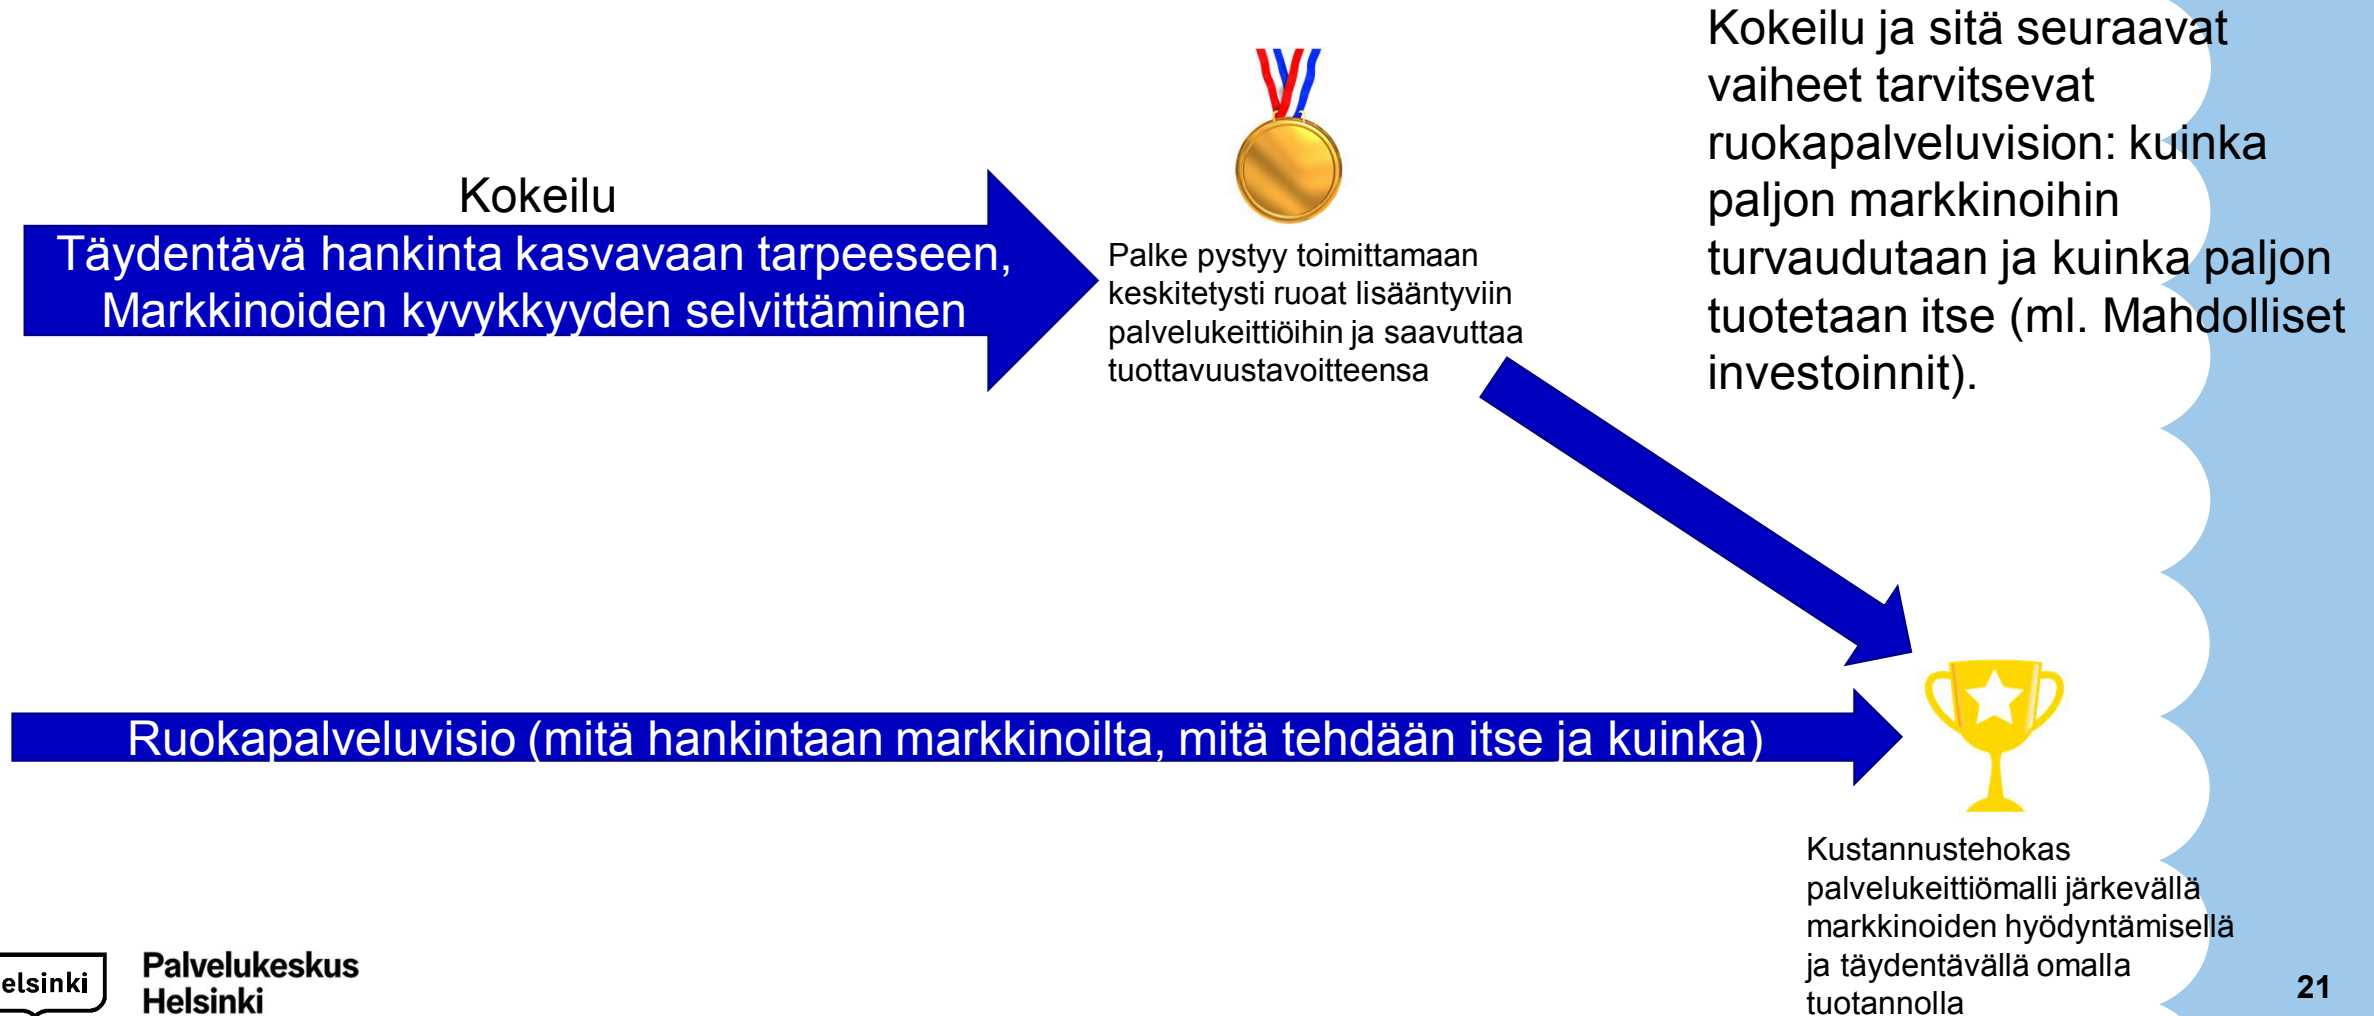 Kokeilu ja sitä seuraavat
vaiheet tarvitsevat
ruokapalveluvision: kuinka
paljon markkinoihin
turvaudutaan ja kuinka paljon
tuotetaan itse (ml. Mahdolliset
investoinnit).
Kokeilu
Täydentävä hankinta kasvavaan tarpeeseen,
Markkinoiden kyvykkyyden selvittäminen
Palke pystyy toimittamaan
keskitetysti ruoat lisääntyviin
palvelukeittiöihin ja saavuttaa
tuottavuustavoitteensa
Ruokapalveluvisio (mitä hankintaan markkinoilta, mitä tehdään itse ja kuinka)
Kustannustehokas
palvelukeittiömalli järkevällä
markkinoiden hyödyntämisellä
ja täydentävällä omalla
tuotannolla
elsinki
Palvelukeskus
Helsinki
21